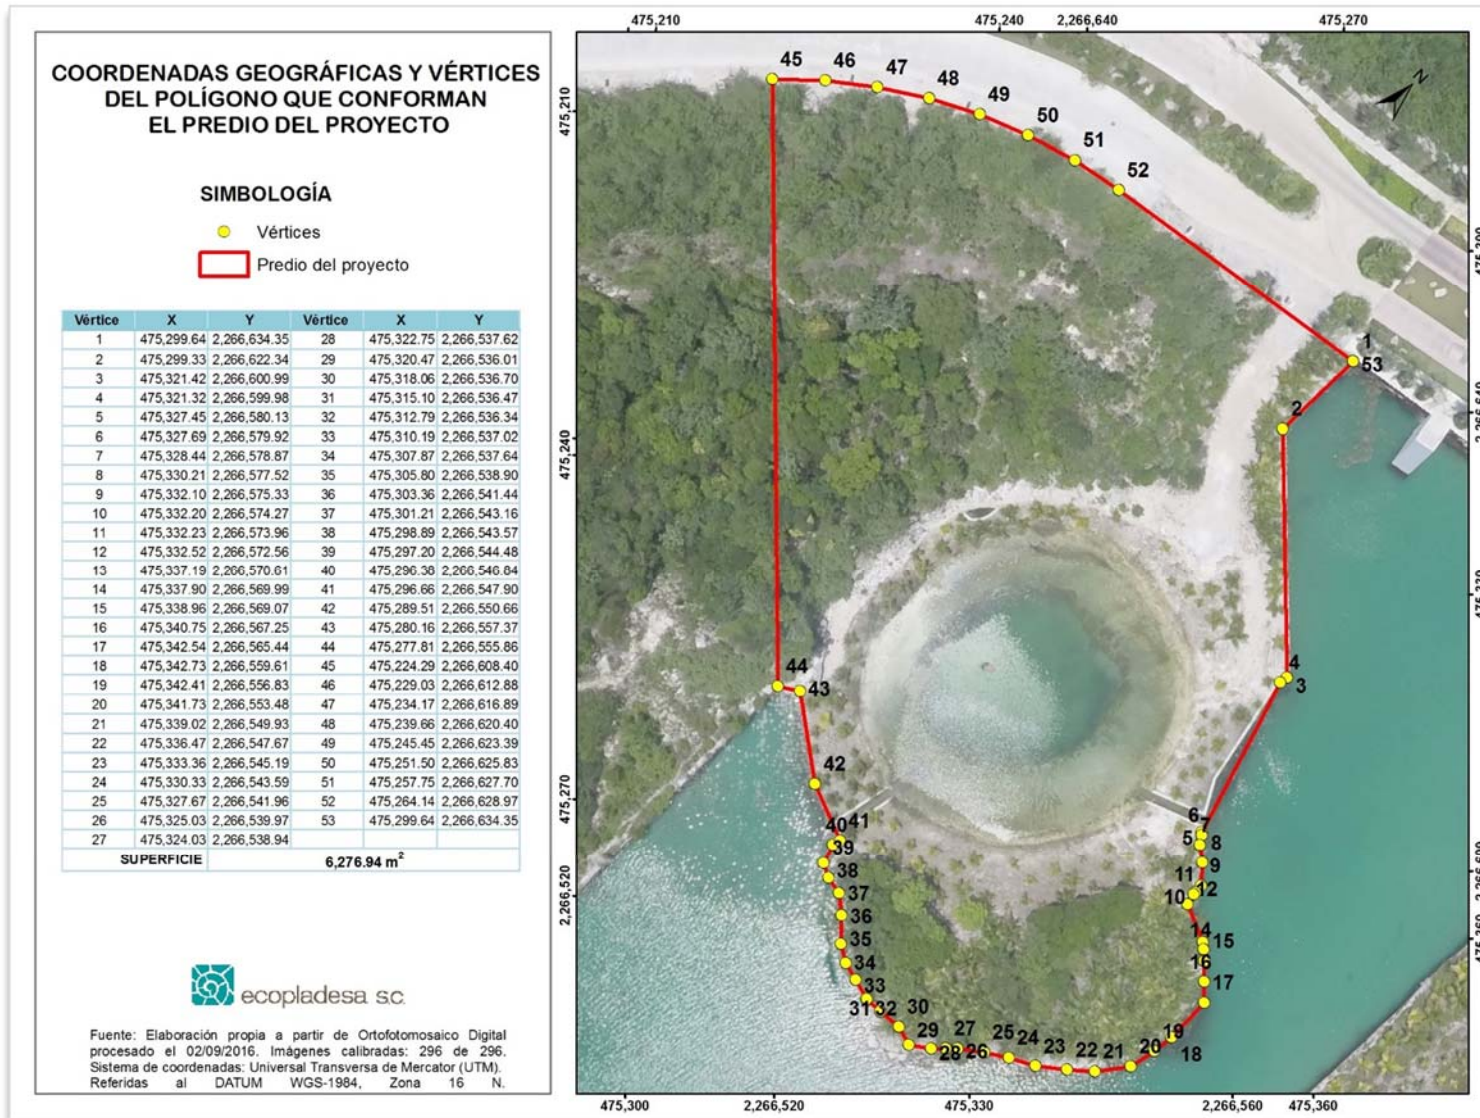 COORDENADAS GEOGRÁFICAS Y VÉRTICES
DEL POLÍGONO QUE CONFORMAN
EL PREDIO DEL PROYECTO
SIMBOLOGÍA
Vértices
Predio del proyecto
Vértice X Y Vértice X Y
1 475,299.64 2,266,634.35 28 475,322.75 2,266,537.62
2 475,299.33 2,266,622.34 29 475,320.47 2,266,536.01
3 475,321.42 2,266,600.99 30 475,318.06 2,266,536.70
4 475,321.32 2,266,599.98 31 475,315.10 2,266,536.47
5 475,327.45 2,266,580.13 32 475,312.79 2,266,536.34
6 475,327.69 2,266,579.92 33 475,310.19 2,266,537.02
7 475,328.44 2,266,578.87 34 475,307.87 2,266,537.64
8 475,330.21 2,266,577.52 35 475,305.80 2,266,538.90
9 475,332.10 2,266,575.33 36 475,303.36 2,266,541.44
10 475,332.20 2,266,574.27 37 475,301.21 2,266,543.16
11 475,332.23 2,266,573.96 38 475,298.89 2,266,543.57
12 475,332.52 2,266,572.56 39 475,297.20 2,266,544.48
13 475,337.19 2,266,570.61 40 475,296.38 2,266,546.84
14 475,337.90 2,266,569.99 41 475,296.66 2,266,547.90
15 475,338.96 2,266,569.07 42 475,289.51 2,266,550.66
16 475,340.75 2,266,567.25 43 475,280.16 2,266,557.37
17 475,342.54 2,266,565.44 44 475,277.81 2,266,555.86
18 475,342.73 2,266,559.61 45 475,224.29 2,266,608.40
19 475,342.41 2,266,556.83 46 475,229.03 2,266,612.88
20 475,341.73 2,266,553.48 47 475,234.17 2,266,616.89
21 475,339.02 2,266,549.93 48 475,239.66 2,266,620.40
22 475,336.47 2,266,547.67 49 475,245.45 2,266,623.39
23 475,333.36 2,266,545.19 50 475,251.50 2,266,625.83
24 475,330.33 2,266,543.59 51 475,257.75 2,266,627.70
25 475,327.67 2,266,541.96 52 475,264.14 2,266,628.97
26 475,325.03 2,266,539.97 53 475,299.64 2,266,634.35
27 475,324.03 2,266,538.94
SUPERFICIE 6,276.94 m²
ecopladesa s.c.
Fuente: Elaboración propia a partir de Ortofotomosaico Digital
procesado el 02/09/2016. Imágenes calibradas: 296 de 296.
Sistema de coordenadas: Universal Transversa de Mercator (UTM).
Referidas al DATUM WGS-1984, Zona 16 N.
475,210 475,240 2,266,640 475,270
N
45 46 47 48 49 50 51 52
475,210
1
53
2
475,240
44 43
4
3
42
475,270
6 7
5 8
40 41
39
9
38
11 12
10
37
2,266,520
36
14 15
35
16
34
17
33
31 32 30
29 28 27 26 25 24 23 22 21 20 19 18
475,300 2,266,520 475,330 2,266,560 475,360